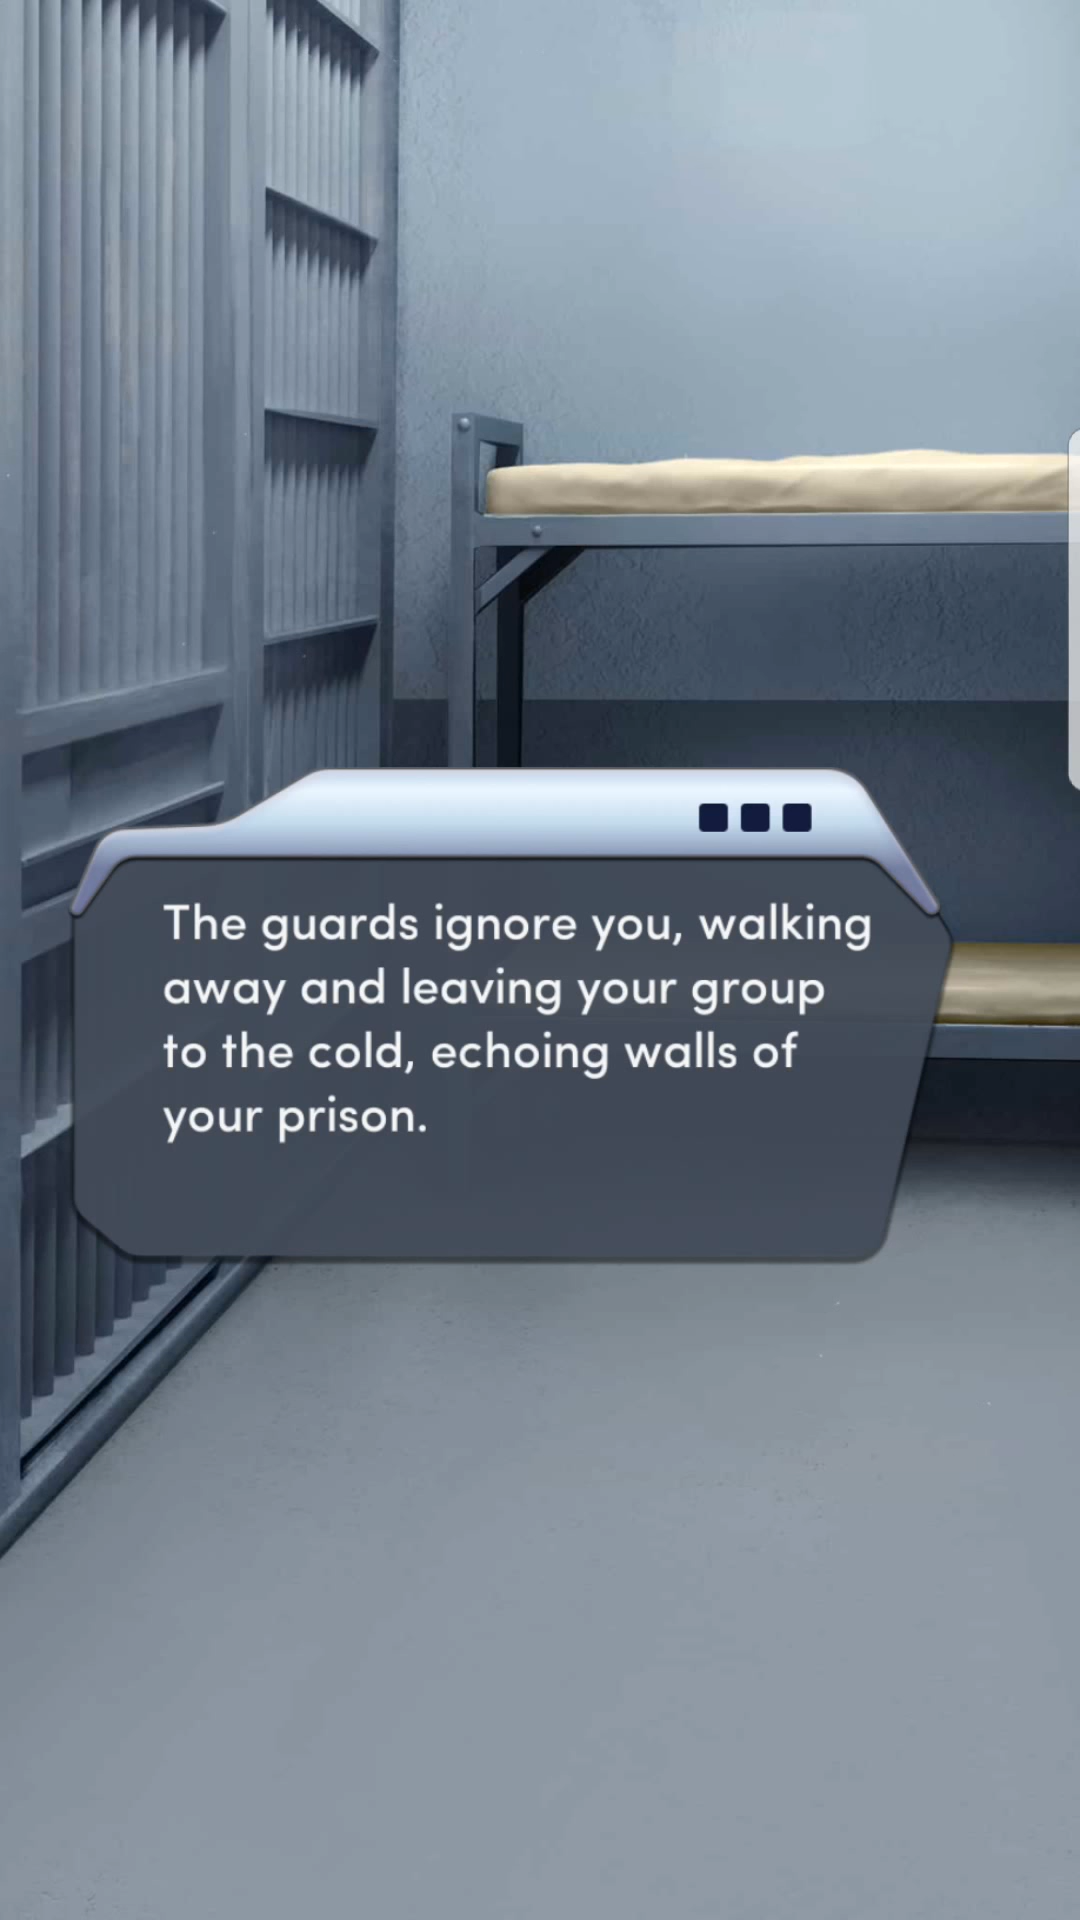 The guards ignore you, walking
away and leaving your group
to the cold, echoing walls of
your prison.